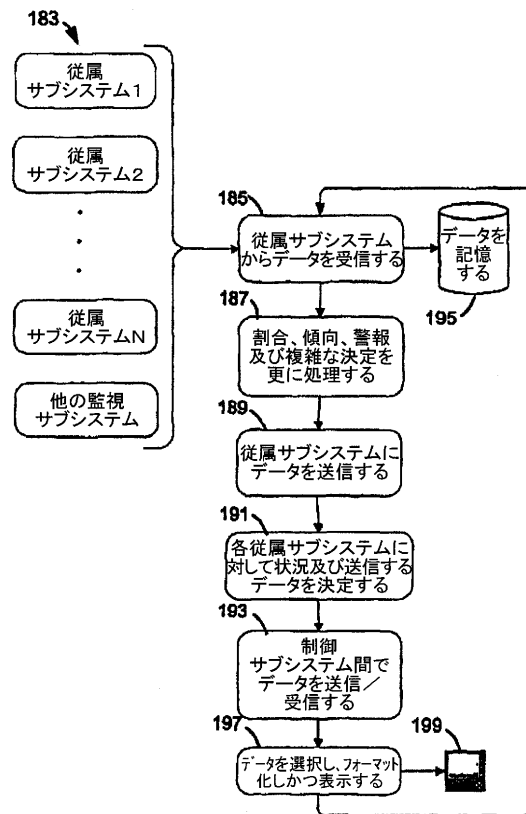 183
従属
サブシステム1
従属
サブシステム2
従属
サブシステムN
他の監視
サブシステム
185
従属サブシステム
からデータを受信する
データを
記憶
する
195
187
割合、傾向、警報
及び複雑な決定を
更に処理する
189
従属サブシステムに
データを送信する
191
各従属サブシステムに
対して状況及び送信する
データを決定する
193
制御
サブシステム間で
データを送信／
受信する
197
データを選択し、フォーマット
化しかつ表示する
199